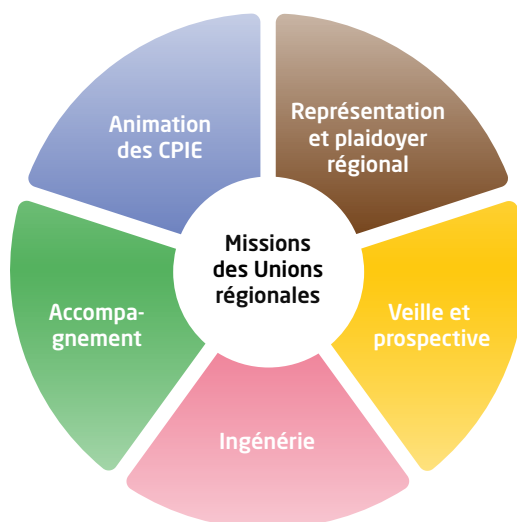 Animation
des CPIE
Représentation
et plaidoyer
régional
Missions
des Unions
régionales
Accompa-
gnement
Veille et
prospective
Ingénérie